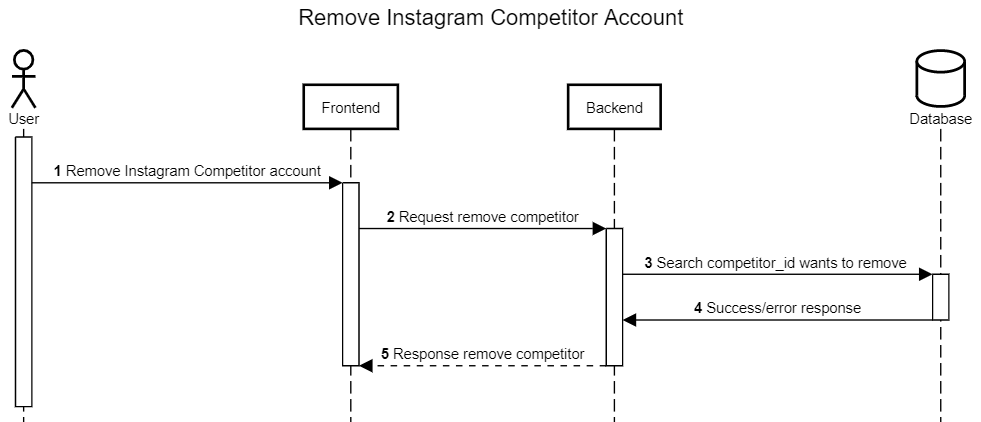 Remove Instagram Competitor Account
User
Frontend
Backend
Database
1 Remove Instagram Competitor account
2 Request remove competitor
3 Search competitor_id wants to remove
4 Success/error response
5 Response remove competitor